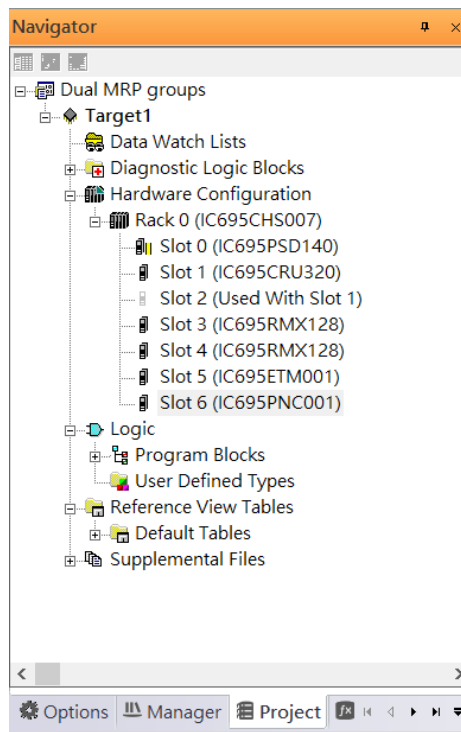 Navigator
Dual MRP groups
Target1
Data Watch Lists
Diagnostic Logic Blocks
Hardware Configuration
Rack 0 (IC695CHS007)
Slot 0 (IC695PSD140)
Slot 1 (IC695CRU320)
Slot 2 (Used With Slot 1)
Slot 3 (IC695RMX128)
Slot 4 (IC695RMX128)
Slot 5 (IC695ETM001)
Slot 6 (IC695PNC001)
Logic
Program Blocks
User Defined Types
Reference View Tables
Default Tables
Supplemental Files
Options Manager Project